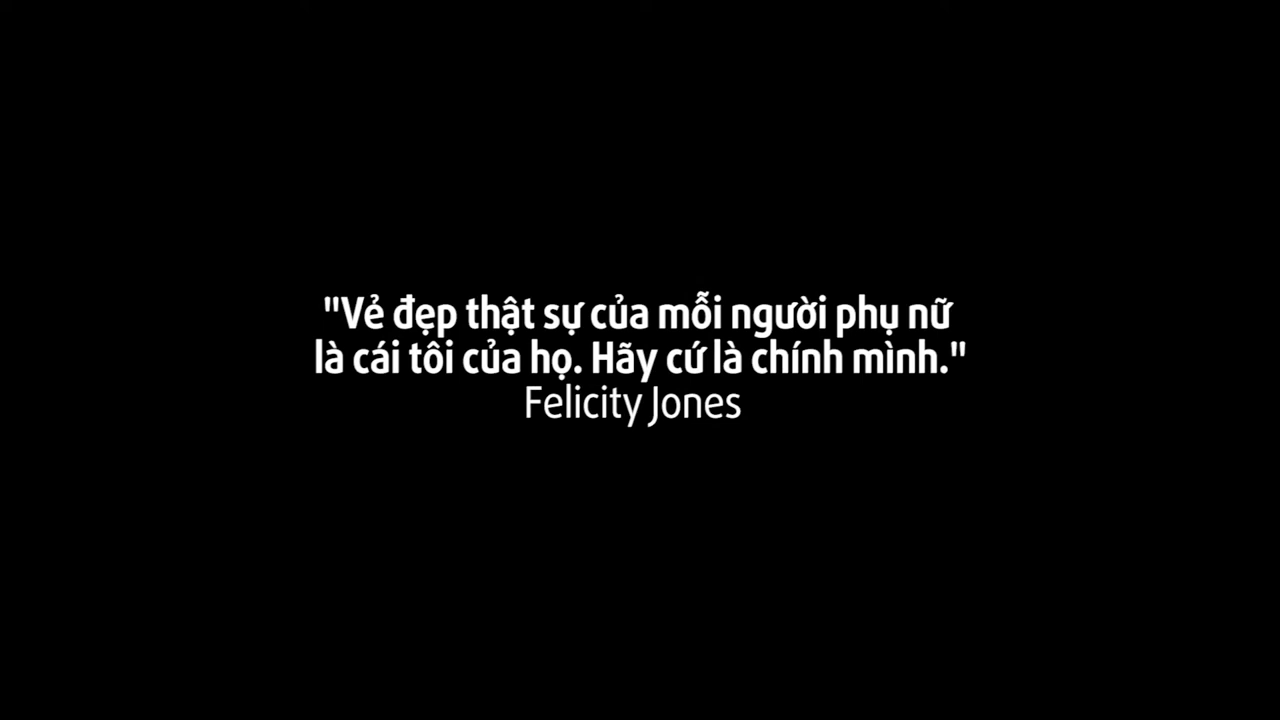 "Vẻ đẹp thật sự của mỗi người phụ nữ
là cái tôi của họ. Hãy cứ là chính mình."
Felicity Jones